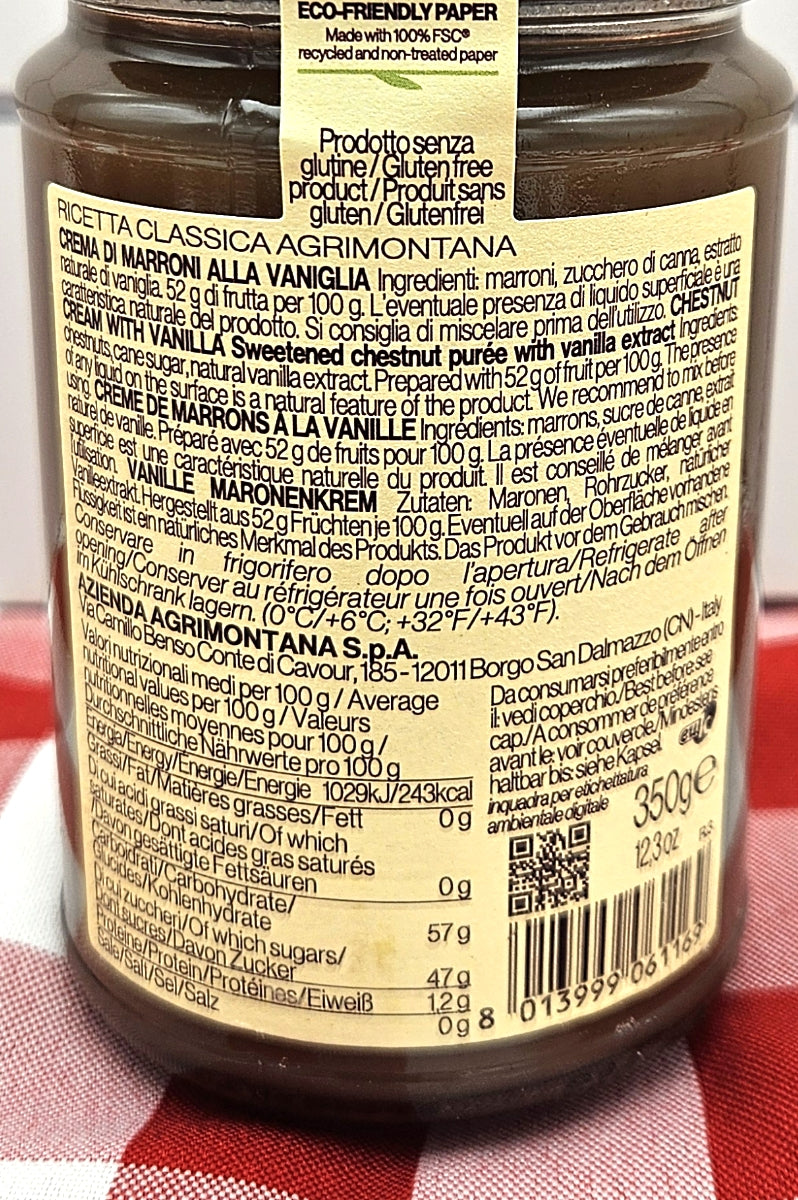 ECO-FRIENDLY PAPER
Made with 100% FSC®
recycled and non-treated paper
Prodotto senza
glutine / Gluten free
product / Produit sans
gluten / Glutenfrei
RICETTA CLASSICA AGRIMONTANA
CREMA DI MARRONI ALLA VANIGLIA Ingredienti: marroni, zucchero di canna, estratto
naturale di vaniglia. 52 g di frutta per 100 g. L'eventuale presenza di liquido superficiale è una
caratteristica naturale del prodotto. Si consiglia di miscelare prima dell'utilizzo. CHESTNUT
CREAM WITH VANILLA Sweetened chestnut purée with vanilla extract Ingredients:
chestnuts, cane sugar, natural vanilla extract. Prepared with 52 g of fruit per 100 g. The presence
of any liquid on the surface is a natural feature of the product. We recommend to mix before
using. CRÈME DE MARRONS À LA VANILLE Ingrédients: marrons, sucre de canne, extrait
naturel de vanille. Préparé avec 52 g de fruits pour 100 g. La présence éventuelle de liquide en
superficie est une caractéristique naturelle du produit. Il est conseillé de mélanger avant
l'utilisation. VANILLE MARONENKREM Zutaten: Maronen, Rohrzucker, natürlicher
Vanilleextrakt. Hergestellt aus 52 g Früchten je 100 g. Eventuell auf der Oberfläche vorhandene
Flüssigkeit ist ein natürliches Merkmal des Produkts. Das Produkt vor dem Gebrauch mischen.
Conservare in frigorifero dopo l'apertura/Refrigerate after
opening/Conserver au réfrigérateur une fois ouvert/Nach dem Öffnen
im Kühlschrank lagern. (0°C/+6°C; +32°F/+43°F).
AZIENDA AGRIMONTANA S.p.A.
Via Camillo Benso Conte di Cavour, 185 - 12011 Borgo San Dalmazzo (CN) - Italy
Valori nutrizionali medi per 100 g / Average
nutritional values per 100 g / Valeurs
nutritionnelles moyennes pour 100 g /
Durchschnittliche Nährwerte pro 100 g
Energie/Energy/Énergie/Energie 1029kJ/243kcal
Grassi/Fat/Matières grasses/Fett 0 g
Di cui acidi grassi saturi/Of which
saturates/Dont acides gras saturés
/Davon gesättigte Fettsäuren 0 g
Carboidrati/Carbohydrate/
Glucides/Kohlenhydrate 57 g
Di cui zuccheri/Of which sugars/
Dont sucres/Davon Zucker 47 g
Proteine/Protein/Protéines/Eiweiß 1,2 g
Sale/Salt/Sel/Salz 0 g
Da consumarsi preferibilmente entro
il: vedi coperchio./Best before: see
cap./A consommer de préférence
avant le: voir couvercle./Mindestens
haltbar bis: siehe Kapsel.
inquadra per etichettatura
ambientale digitale
350g e
12,3 oz
8 013999 061169